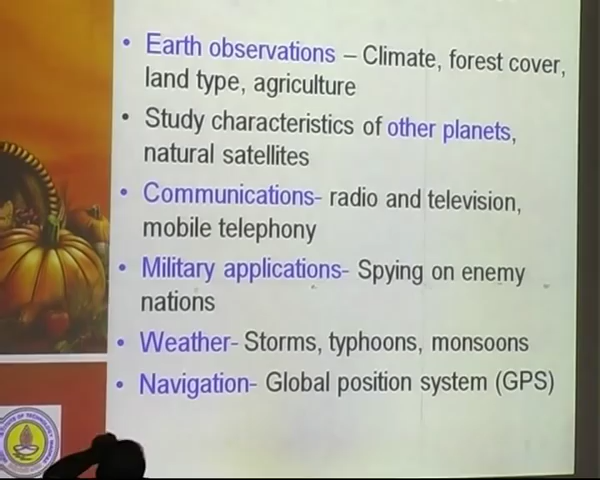 • Earth observations – Climate, forest cover,
land type, agriculture
• Study characteristics of other planets,
natural satellites
• Communications- radio and television,
mobile telephony
• Military applications- Spying on enemy
nations
• Weather- Storms, typhoons, monsoons
• Navigation- Global position system (GPS)